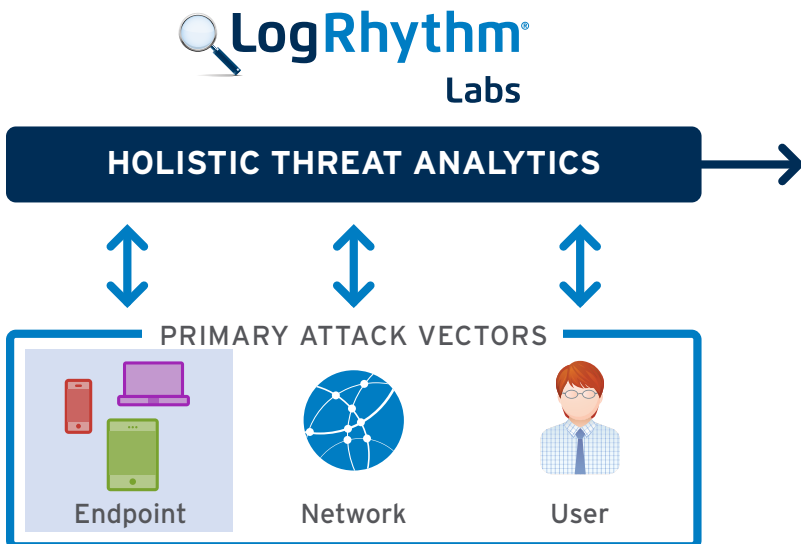 LogRhythm®
Labs
HOLISTIC THREAT ANALYTICS
PRIMARY ATTACK VECTORS
Endpoint Network User